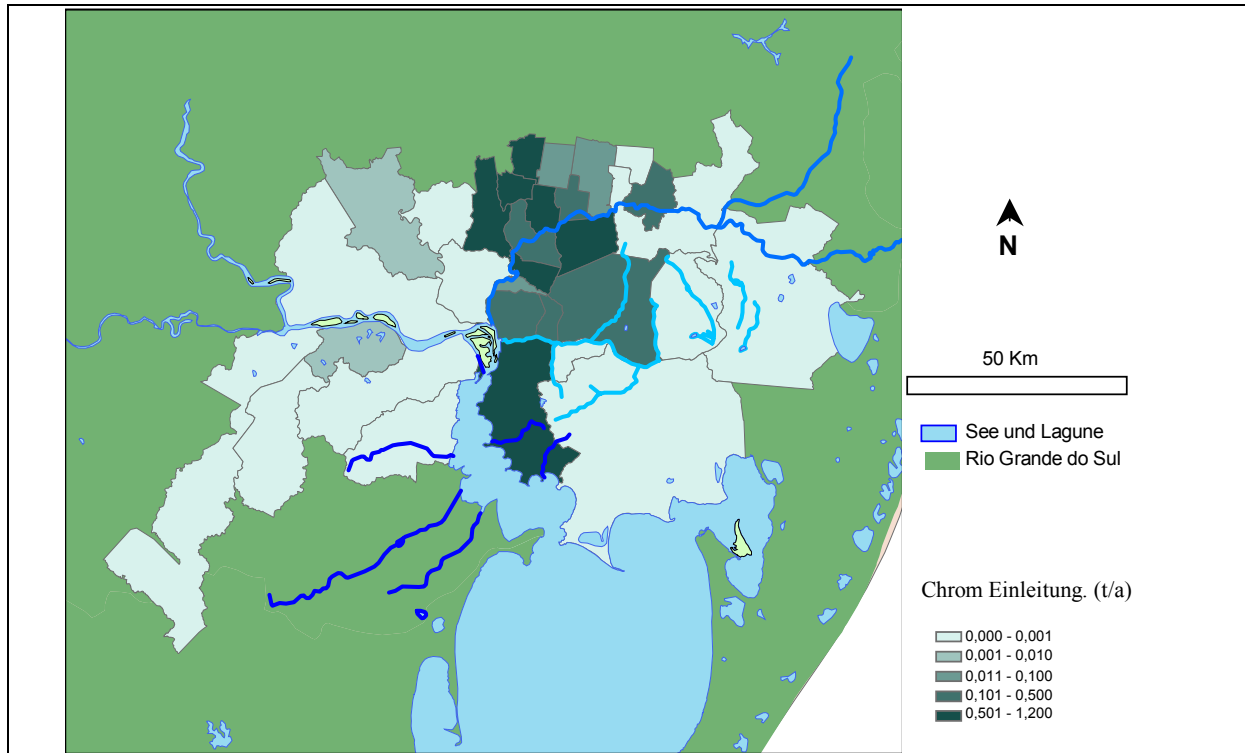 N
50 Km
See und Lagune
Rio Grande do Sul
Chrom Einleitung. (t/a)
0,000 - 0,001
0,001 - 0,010
0,011 - 0,100
0,101 - 0,500
0,501 - 1,200